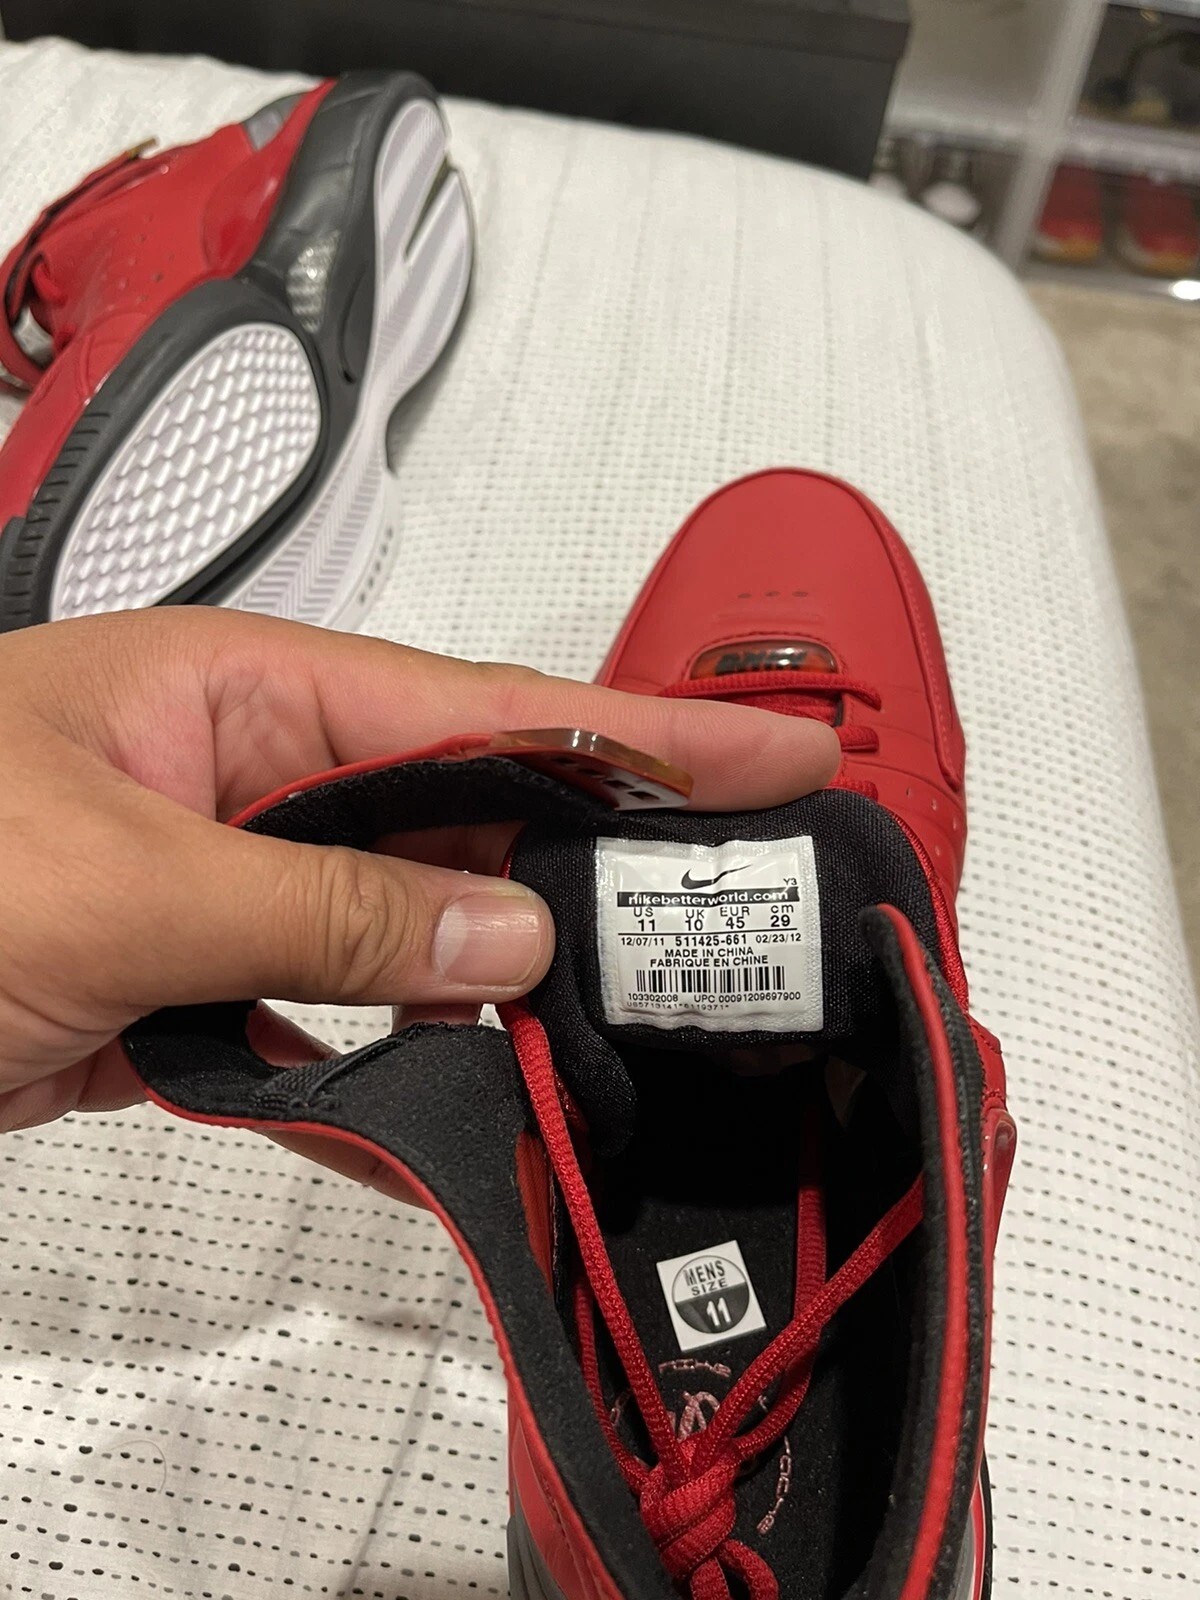 Y3
nikebetterworld.com
US UK EUR cm
11 10 45 29
12/07/11 511425-661 02/23/12
MADE IN CHINA
FABRIQUE EN CHINE
103302008 UPC 00091209697900
MENS
SIZE
11
NIKE